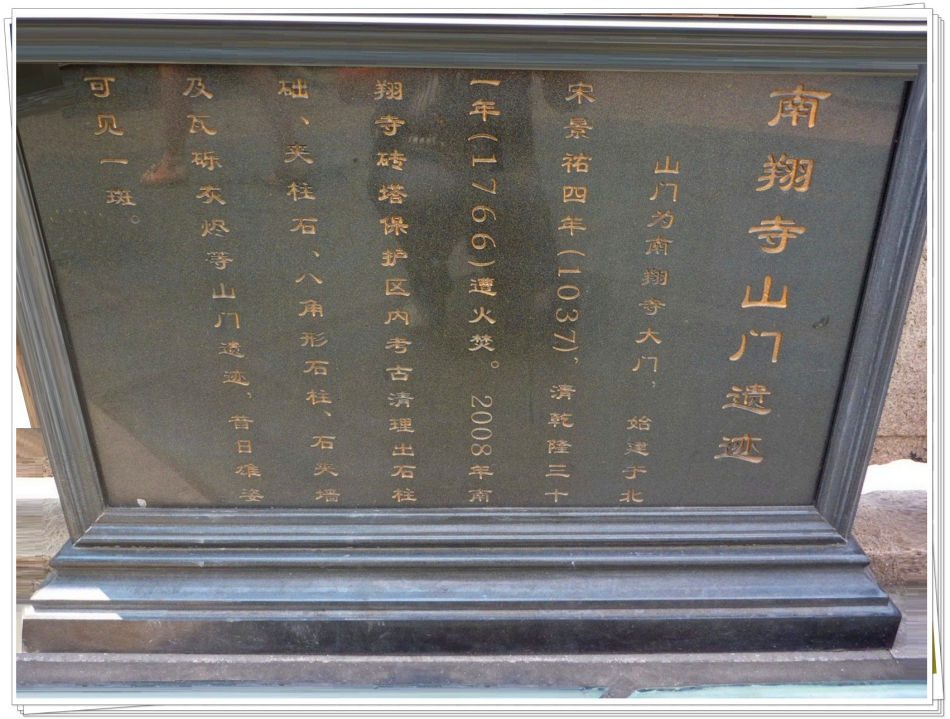 南翔寺山门遗迹
山门为南翔寺大门，始建于北
宋景祐四年(1037)，清乾隆三十
一年(1766)遭火焚。2008年南
翔寺砖塔保护区内考古清理出石柱
础、夹柱石、八角形石柱、石类墙
及瓦砾灰烬等山门遗迹，昔日雄姿
可见一斑。